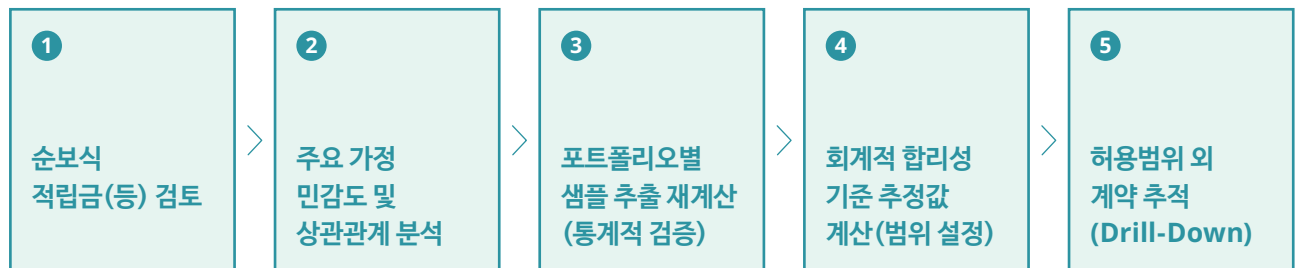 1
순보식
적립금(등) 검토
2
주요 가정
민감도 및
상관관계 분석
3
포트폴리오별
샘플 추출 재계산
(통계적 검증)
4
회계적 합리성
기준 추정값
계산(범위 설정)
5
허용범위 외
계약 추적
(Drill-Down)